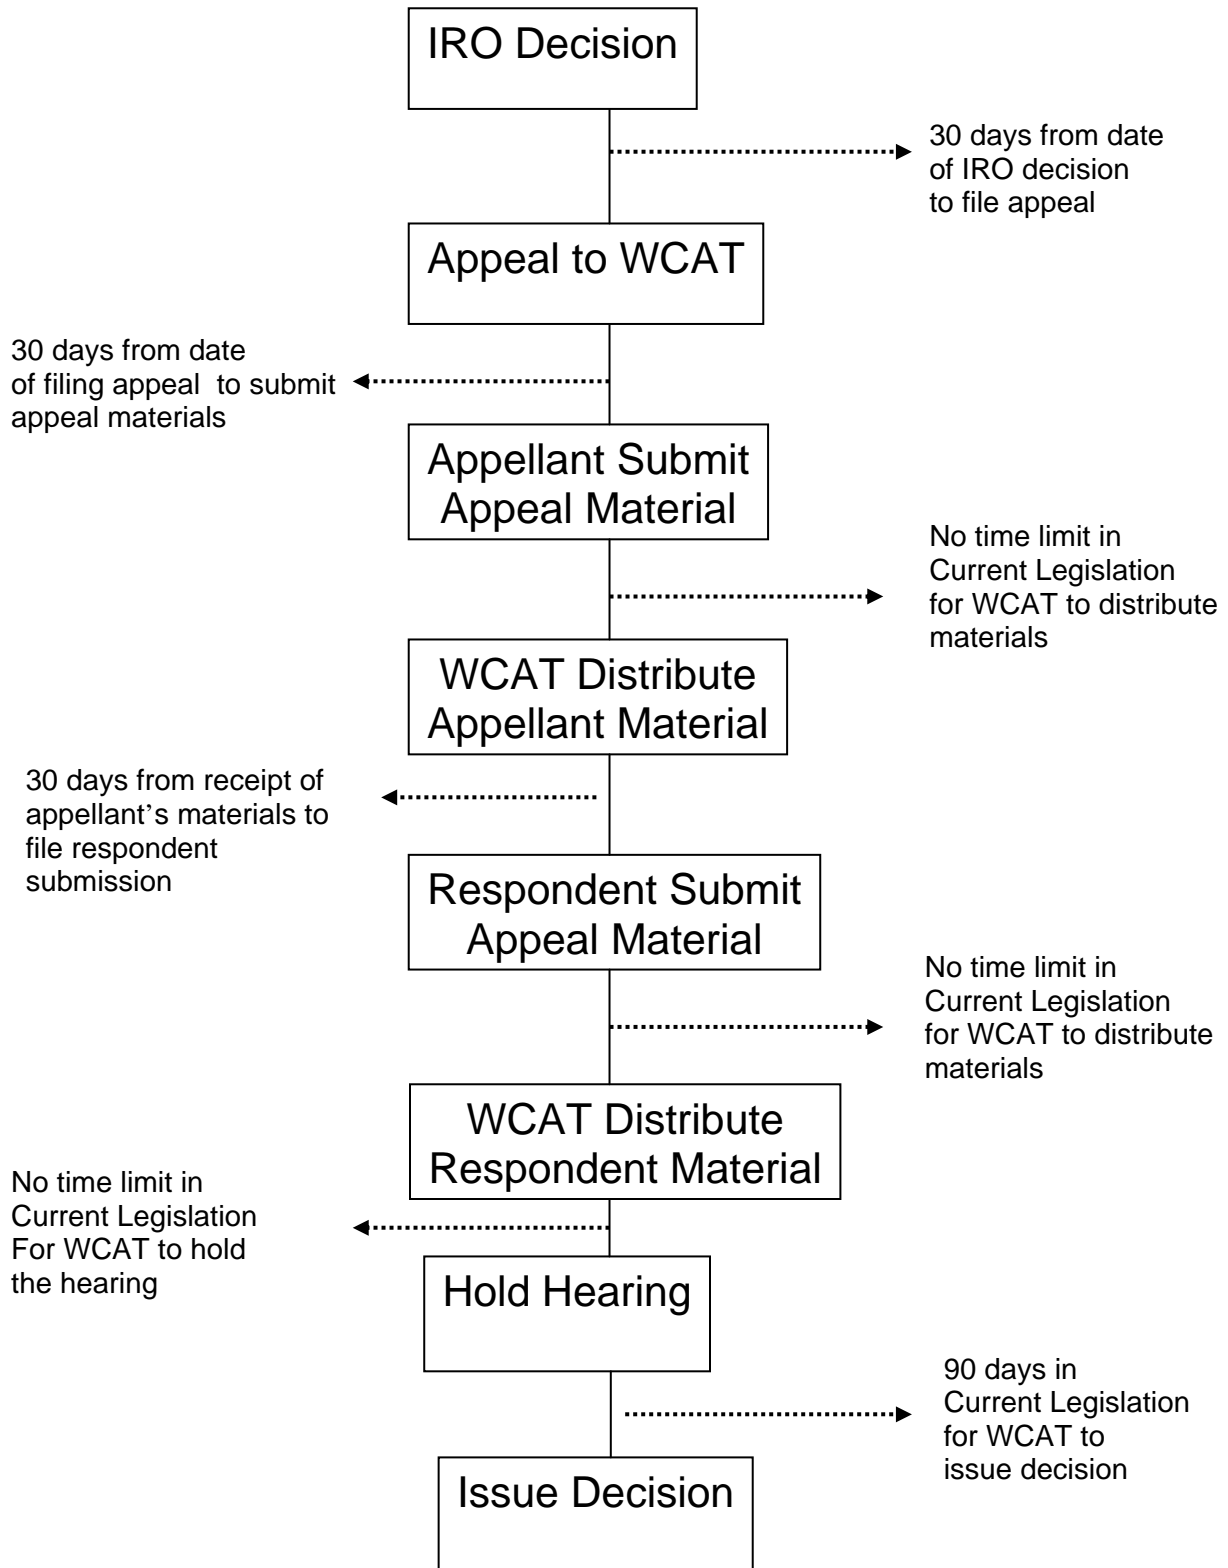 IRO Decision
30 days from date
of IRO decision
to file appeal
Appeal to WCAT
30 days from date
of filing appeal  to submit
appeal materials
Appellant Submit
Appeal Material
No time limit in
Current Legislation
for WCAT to distribute
materials
WCAT Distribute
Appellant Material
30 days from receipt of
appellant’s materials to
file respondent
submission
Respondent Submit
Appeal Material
No time limit in
Current Legislation
for WCAT to distribute
materials
WCAT Distribute
Respondent Material
No time limit in
Current Legislation
For WCAT to hold
the hearing
Hold Hearing
90 days in
Current Legislation
for WCAT to
issue decision
Issue Decision